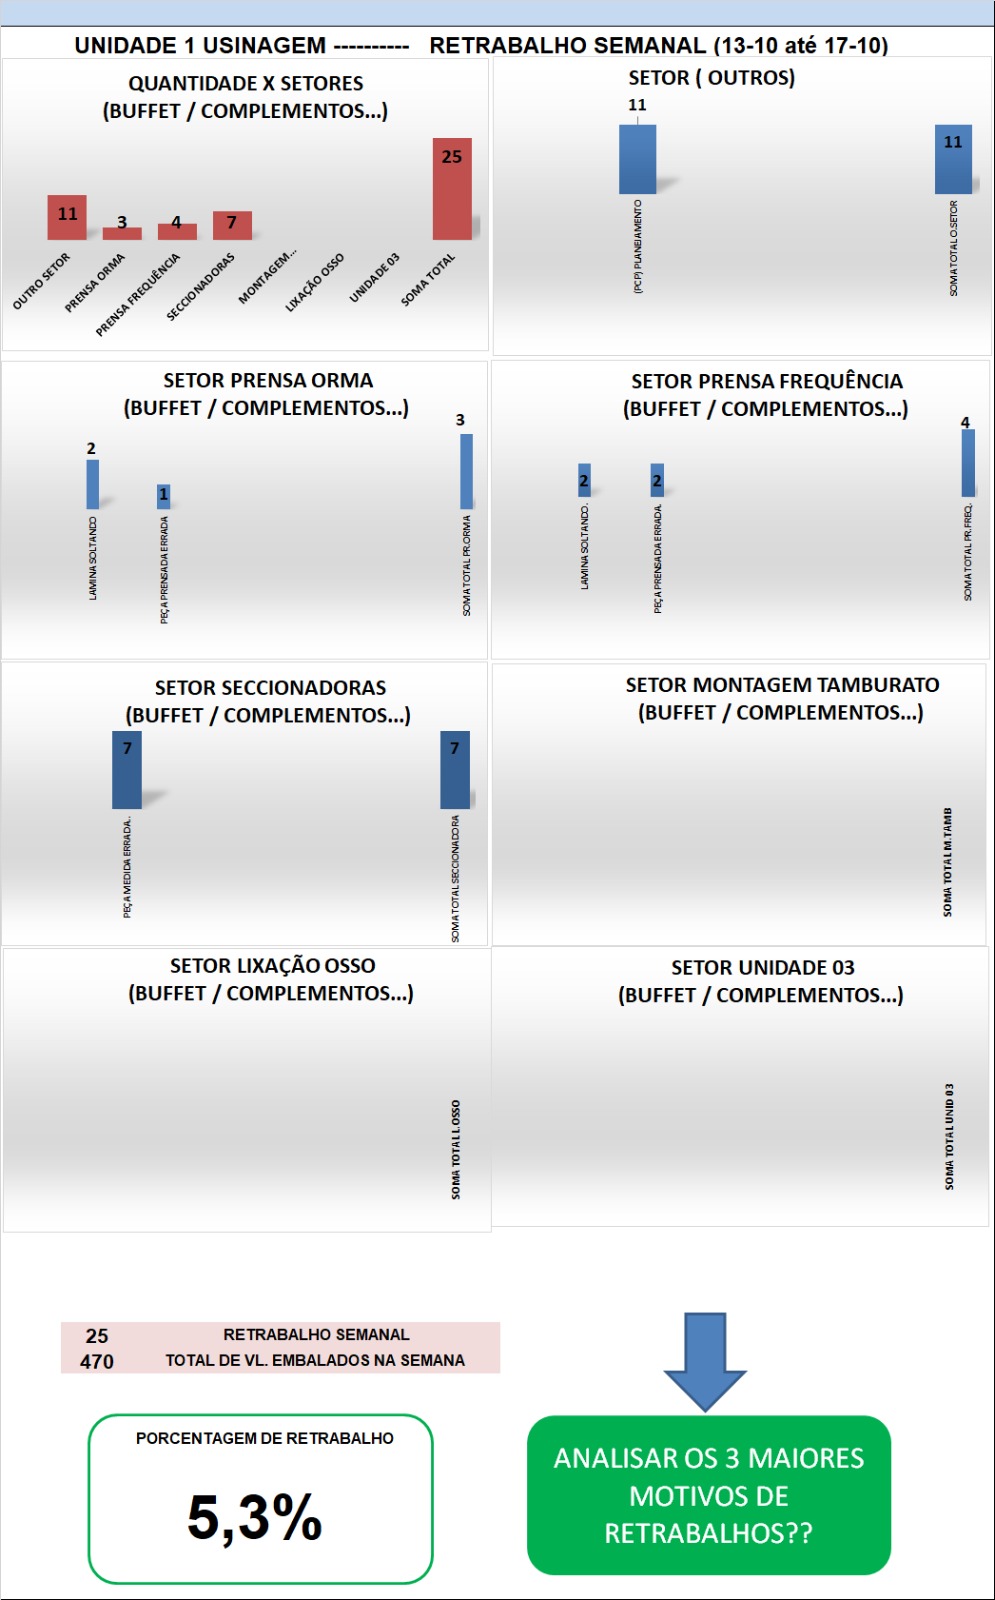 UNIDADE 1 USINAGEM ---------- RETRABALHO SEMANAL (13-10 até 17-10)
QUANTIDADE X SETORES
(BUFFET / COMPLEMENTOS...)
25
11
3
4
7
OUTRO SETOR
PRENSA ORMA
PRENSA FREQUÊNCIA
SECCIONADORAS
MONTAGEM...
LIXAÇÃO OSSO
UNIDADE 03
SOMA TOTAL
SETOR ( OUTROS)
11
11
(PCP) PLANEJAMENTO
SOMA TOTAL O.SETOR
SETOR PRENSA ORMA
(BUFFET / COMPLEMENTOS...)
2
1
3
LAMINA SOLTANDO
PEÇA PRENSADA ERRADA
SOMA TOTAL PR.ORMA
SETOR PRENSA FREQUÊNCIA
(BUFFET / COMPLEMENTOS...)
2
2
4
LAMINA SOLTANDO.
PEÇA PRENSADA ERRADA.
SOMA TOTAL PR.FREQ.
SETOR SECCIONADORAS
(BUFFET / COMPLEMENTOS...)
7
7
PEÇA MEDIDA ERRADA..
SOMA TOTAL SECCIONADORA
SETOR MONTAGEM TAMBURATO
(BUFFET / COMPLEMENTOS...)
SOMA TOTAL M.TAMB
SETOR LIXAÇÃO OSSO
(BUFFET / COMPLEMENTOS...)
SOMA TOTAL L.OSSO
SETOR UNIDADE 03
(BUFFET / COMPLEMENTOS...)
SOMA TOTAL UNID 03
25 RETRABALHO SEMANAL
470 TOTAL DE VL. EMBALADOS NA SEMANA
PORCENTAGEM DE RETRABALHO
5,3%
ANALISAR OS 3 MAIORES
MOTIVOS DE
RETRABALHOS??